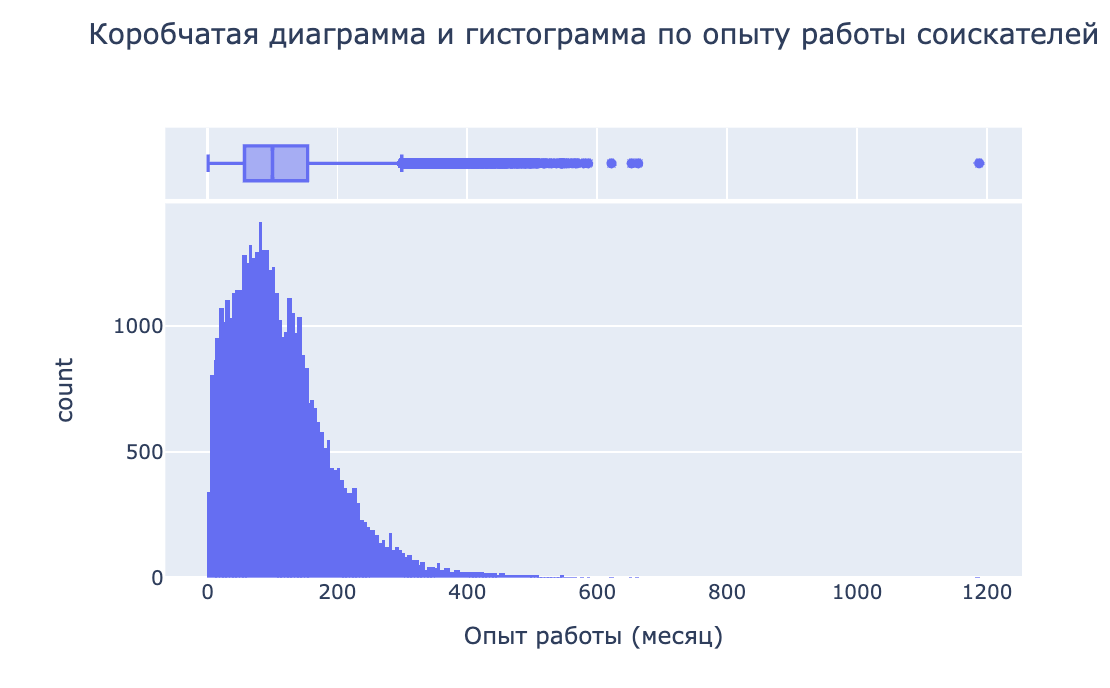 Коробчатая диаграмма и гистограмма по опыту работы соискателей
1000
500
0
count
0 200 400 600 800 1000 1200
Опыт работы (месяц)